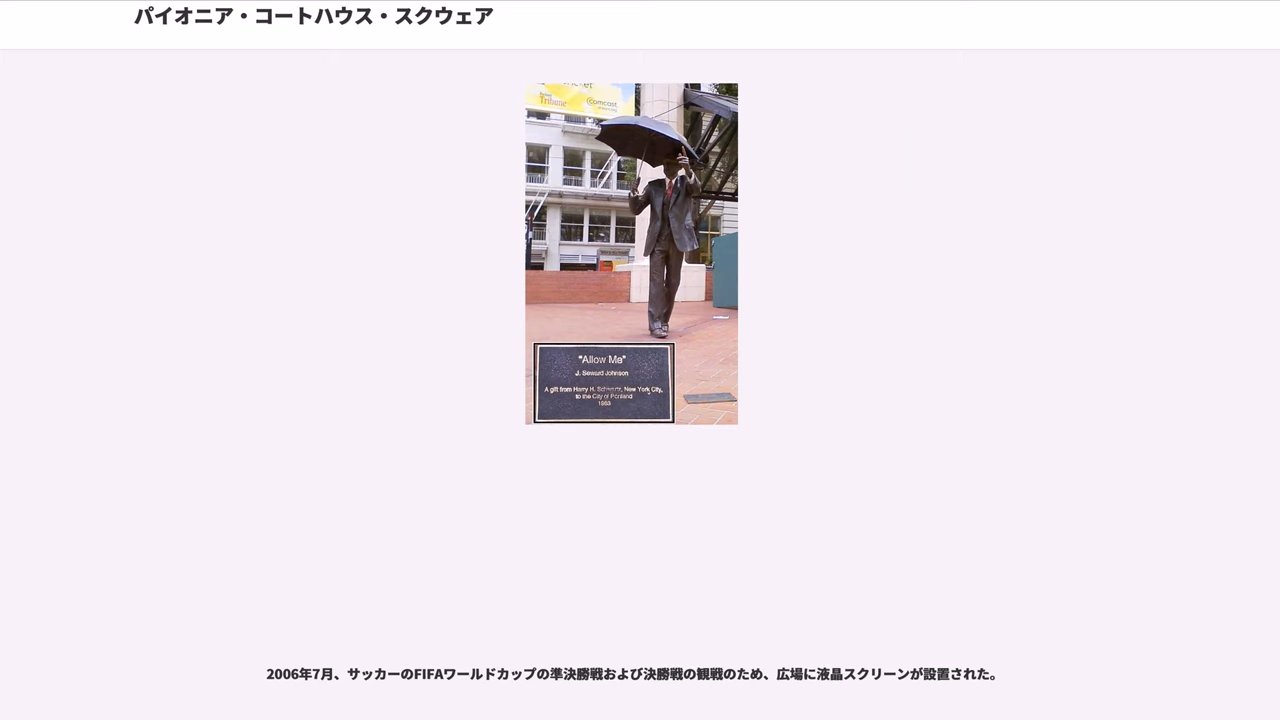 パイオニア・コートハウス・スクウェア
Tribune
comcast
"Allow Me"
J. Seward Johnson
A gift from Harry H. Schwartz, New York City,
to the City of Portland
1983
2006年7月、サッカーのFIFAワールドカップの準決勝戦および決勝戦の観戦のため、広場に液晶スクリーンが設置された。